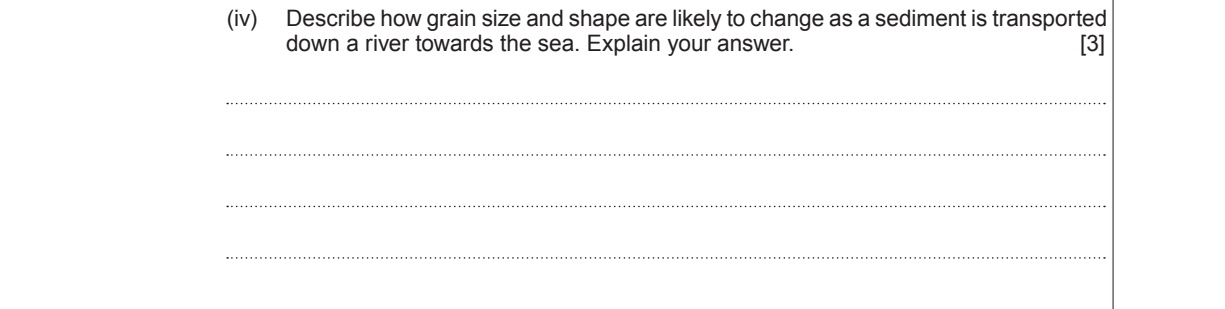 (iv) Describe how grain size and shape are likely to change as a sediment is transported
down a river towards the sea. Explain your answer. [3]